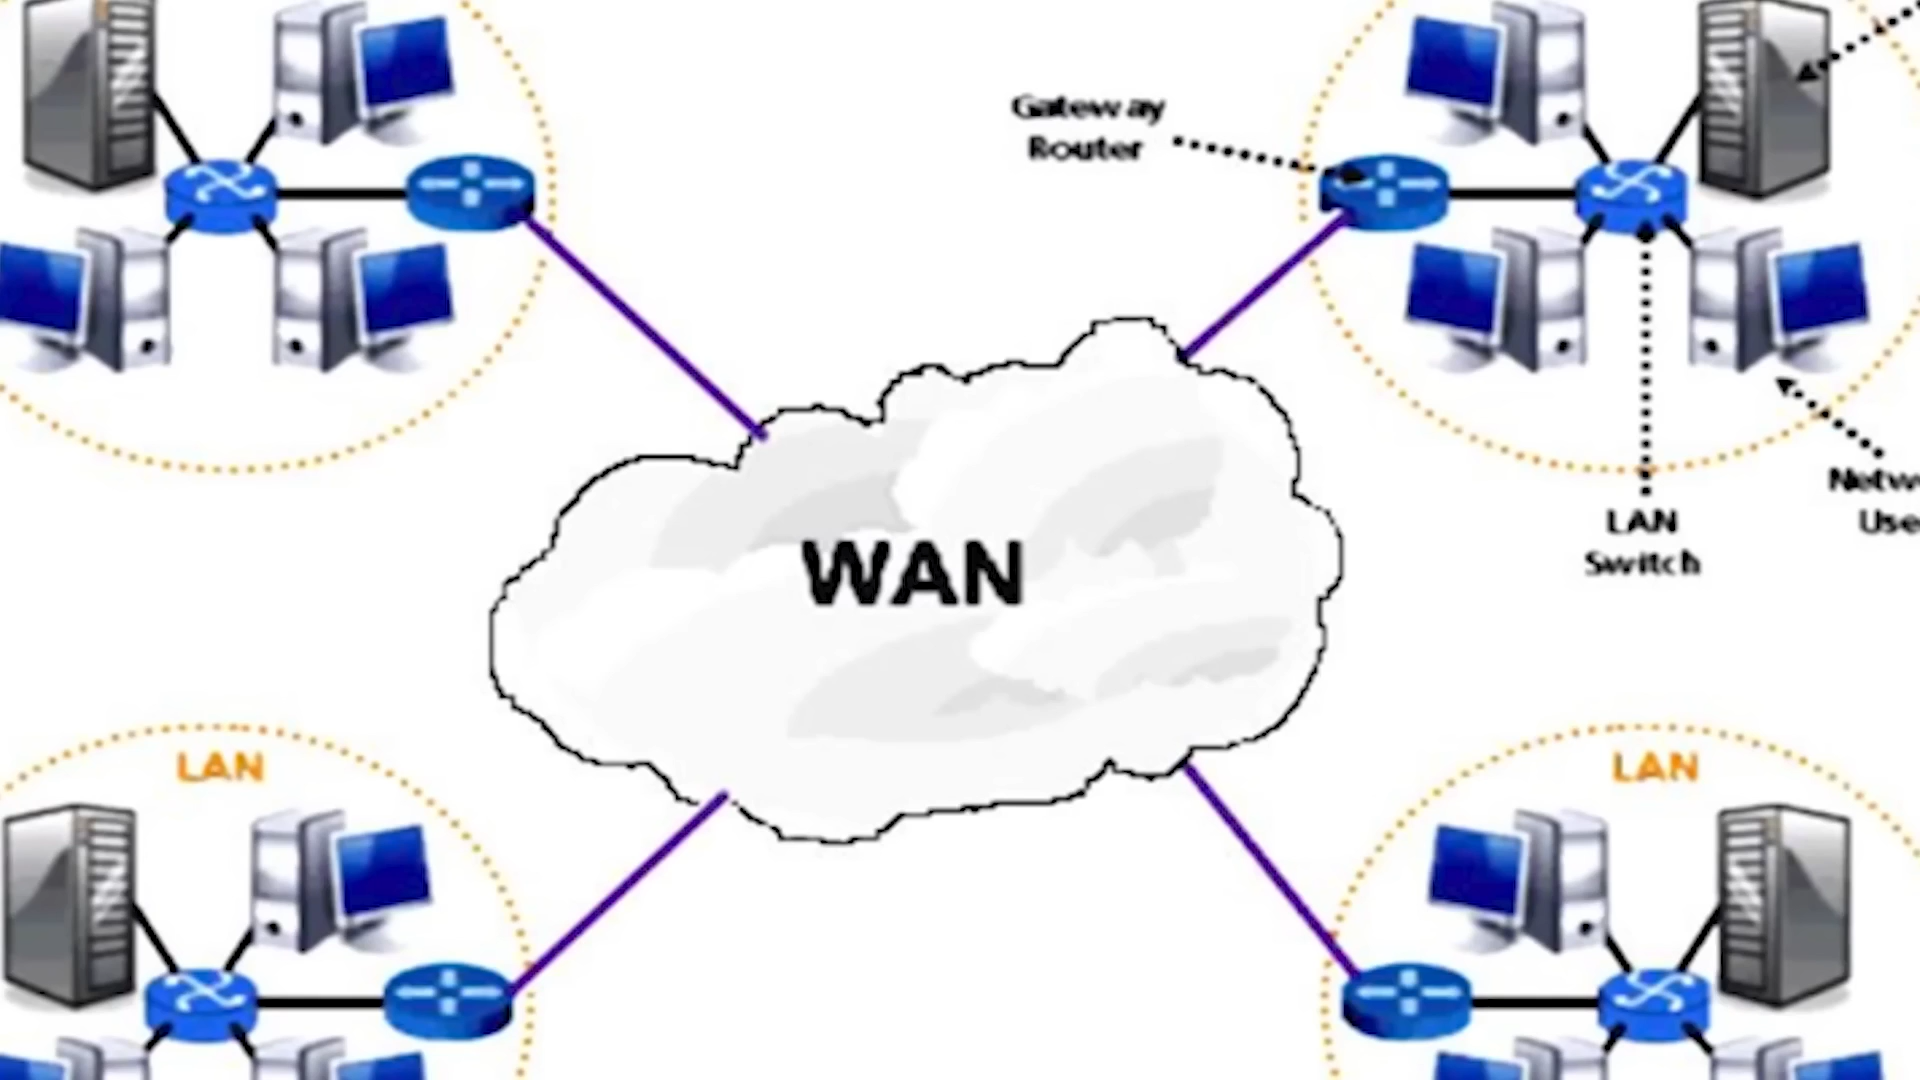 Gateway
Router
WAN
LAN
Switch
LAN
LAN